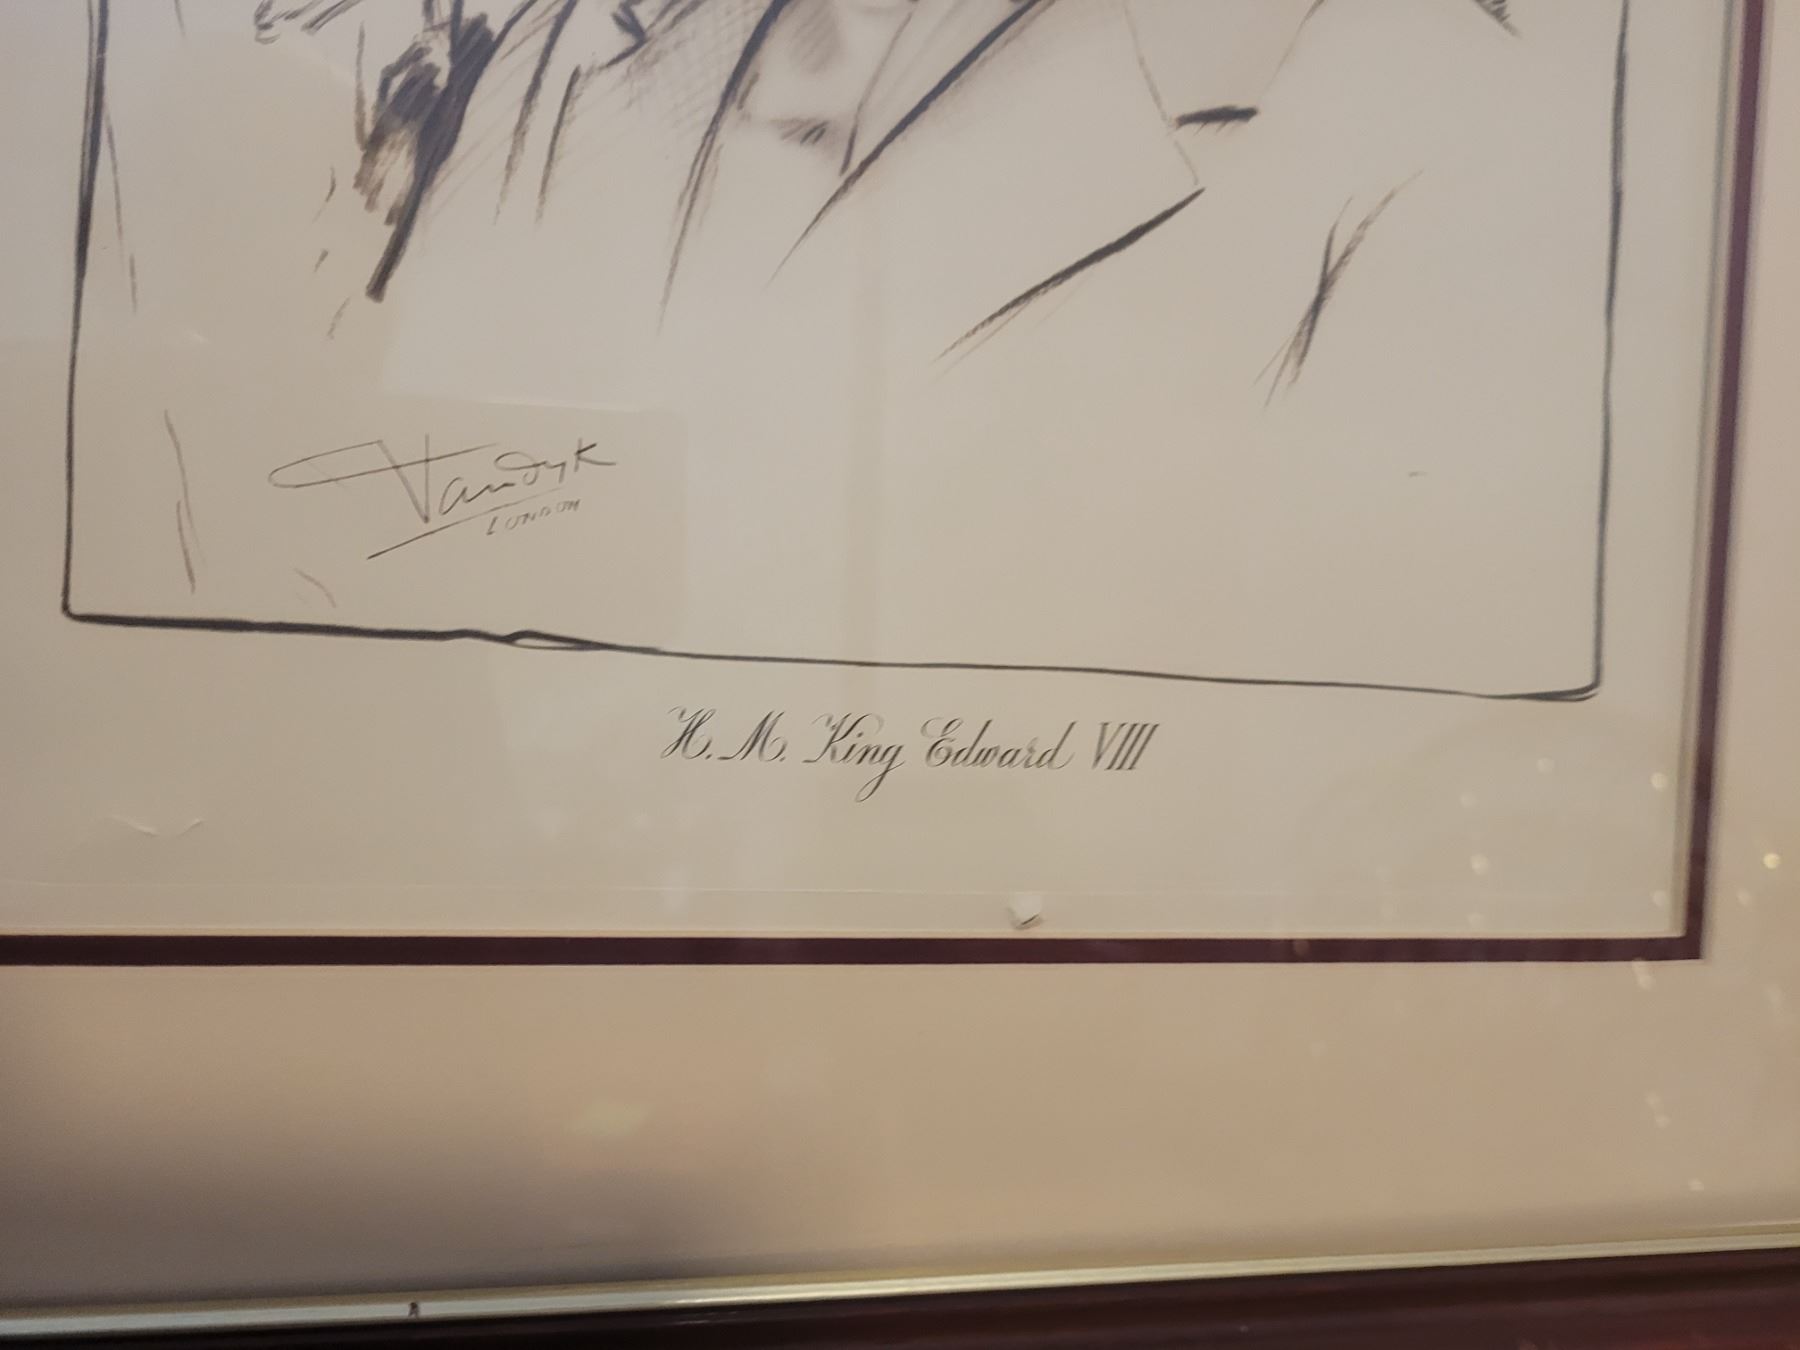 Vandyk
LONDON
H. M. King Edward VIII